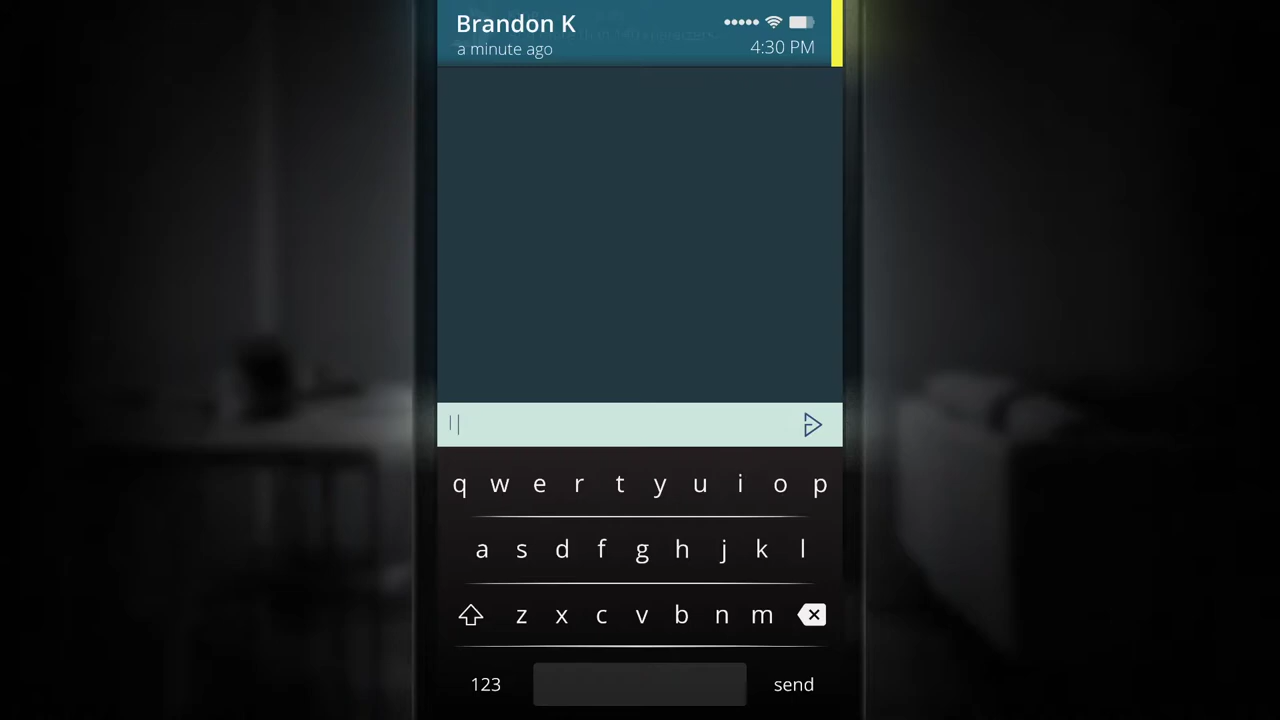 Brandon K
a minute ago
4:30 PM
q w e r t y u i o p
a s d f g h j k l
z x c v b n m
123
send